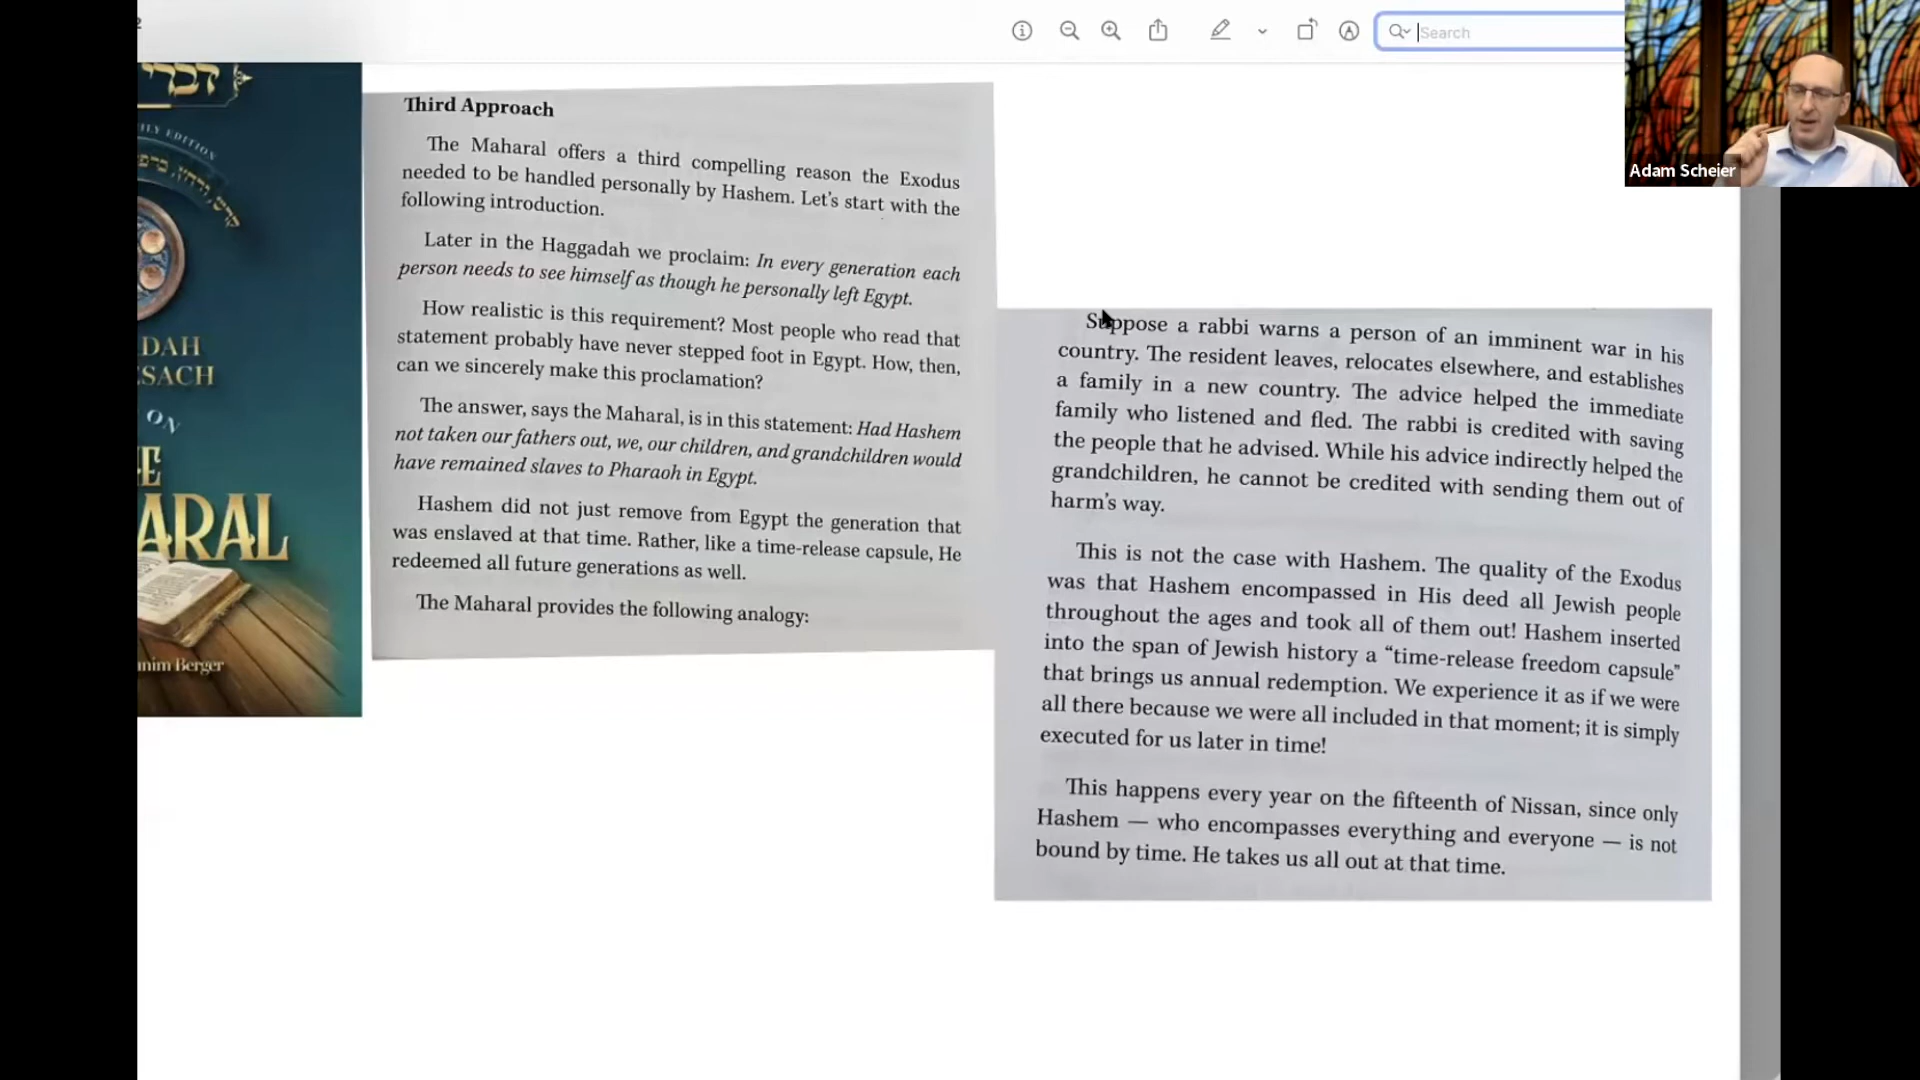 Search
Adam Scheier
דברי
ILY EDITION
DAH
SACH
ON
E
ARAL
nim Berger
Third Approach
The Maharal offers a third compelling reason the Exodus
needed to be handled personally by Hashem. Let’s start with the
following introduction.
Later in the Haggadah we proclaim: In every generation each
person needs to see himself as though he personally left Egypt.
How realistic is this requirement? Most people who read that
statement probably have never stepped foot in Egypt. How, then,
can we sincerely make this proclamation?
The answer, says the Maharal, is in this statement: Had Hashem
not taken our fathers out, we, our children, and grandchildren would
have remained slaves to Pharaoh in Egypt.
Hashem did not just remove from Egypt the generation that
was enslaved at that time. Rather, like a time-release capsule, He
redeemed all future generations as well.
The Maharal provides the following analogy:
Suppose a rabbi warns a person of an imminent war in his
country. The resident leaves, relocates elsewhere, and establishes
a family in a new country. The advice helped the immediate
family who listened and fled. The rabbi is credited with saving
the people that he advised. While his advice indirectly helped the
grandchildren, he cannot be credited with sending them out of
harm’s way.
This is not the case with Hashem. The quality of the Exodus
was that Hashem encompassed in His deed all Jewish people
throughout the ages and took all of them out! Hashem inserted
into the span of Jewish history a “time-release freedom capsule”
that brings us annual redemption. We experience it as if we were
all there because we were all included in that moment; it is simply
executed for us later in time!
This happens every year on the fifteenth of Nissan, since only
Hashem — who encompasses everything and everyone — is not
bound by time. He takes us all out at that time.